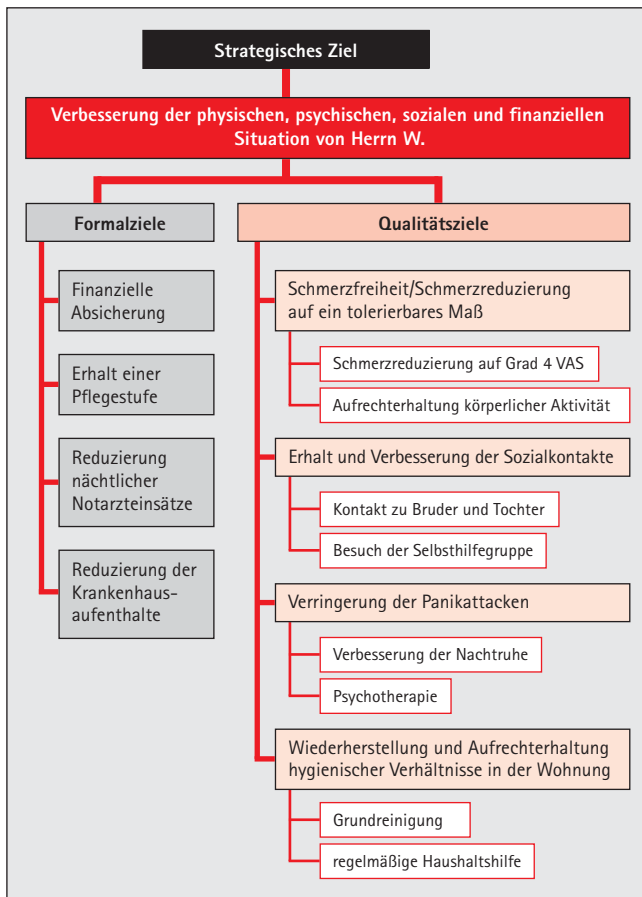 Strategisches Ziel
Verbesserung der physischen, psychischen, sozialen und finanziellen
Situation von Herrn W.
Formalziele
Finanzielle
Absicherung
Erhalt einer
Pflegestufe
Reduzierung
nächtlicher
Notarzteinsätze
Reduzierung der
Krankenhaus-
aufenthalte
Qualitätsziele
Schmerzfreiheit/Schmerzreduzierung
auf ein tolerierbares Maß
Schmerzreduzierung auf Grad 4 VAS
Aufrechterhaltung körperlicher Aktivität
Erhalt und Verbesserung der Sozialkontakte
Kontakt zu Bruder und Tochter
Besuch der Selbsthilfegruppe
Verringerung der Panikattacken
Verbesserung der Nachtruhe
Psychotherapie
Wiederherstellung und Aufrechterhaltung
hygienischer Verhältnisse in der Wohnung
Grundreinigung
regelmäßige Haushaltshilfe